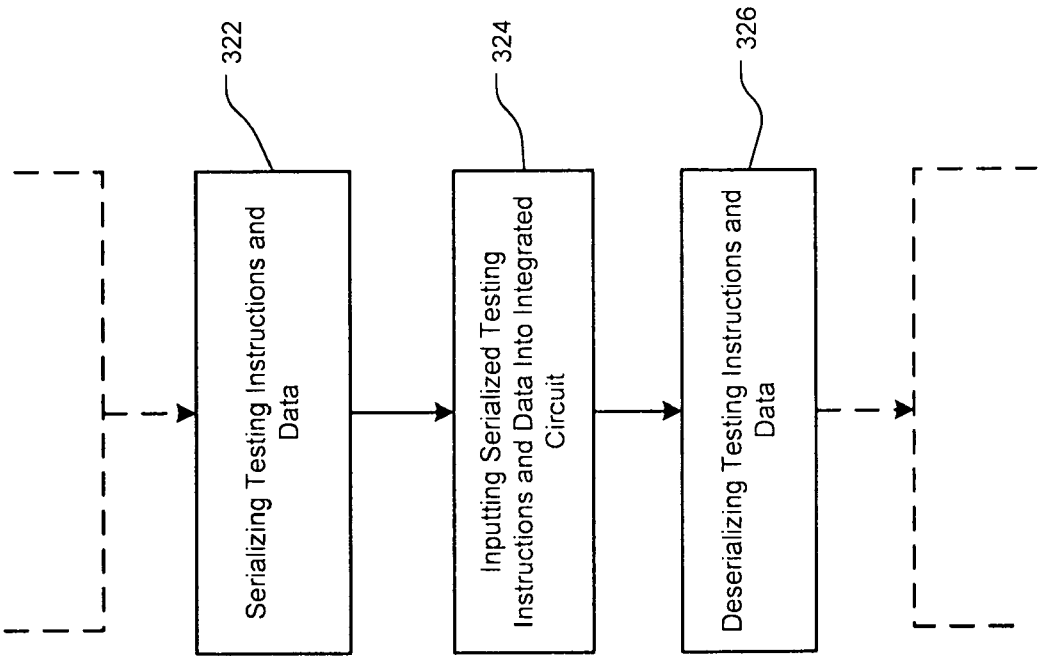 322
Serializing Testing Instructions and
Data
324
Inputting Serialized Testing
Instructions and Data Into Integrated
Circuit
326
Deserializing Testing Instructions and
Data